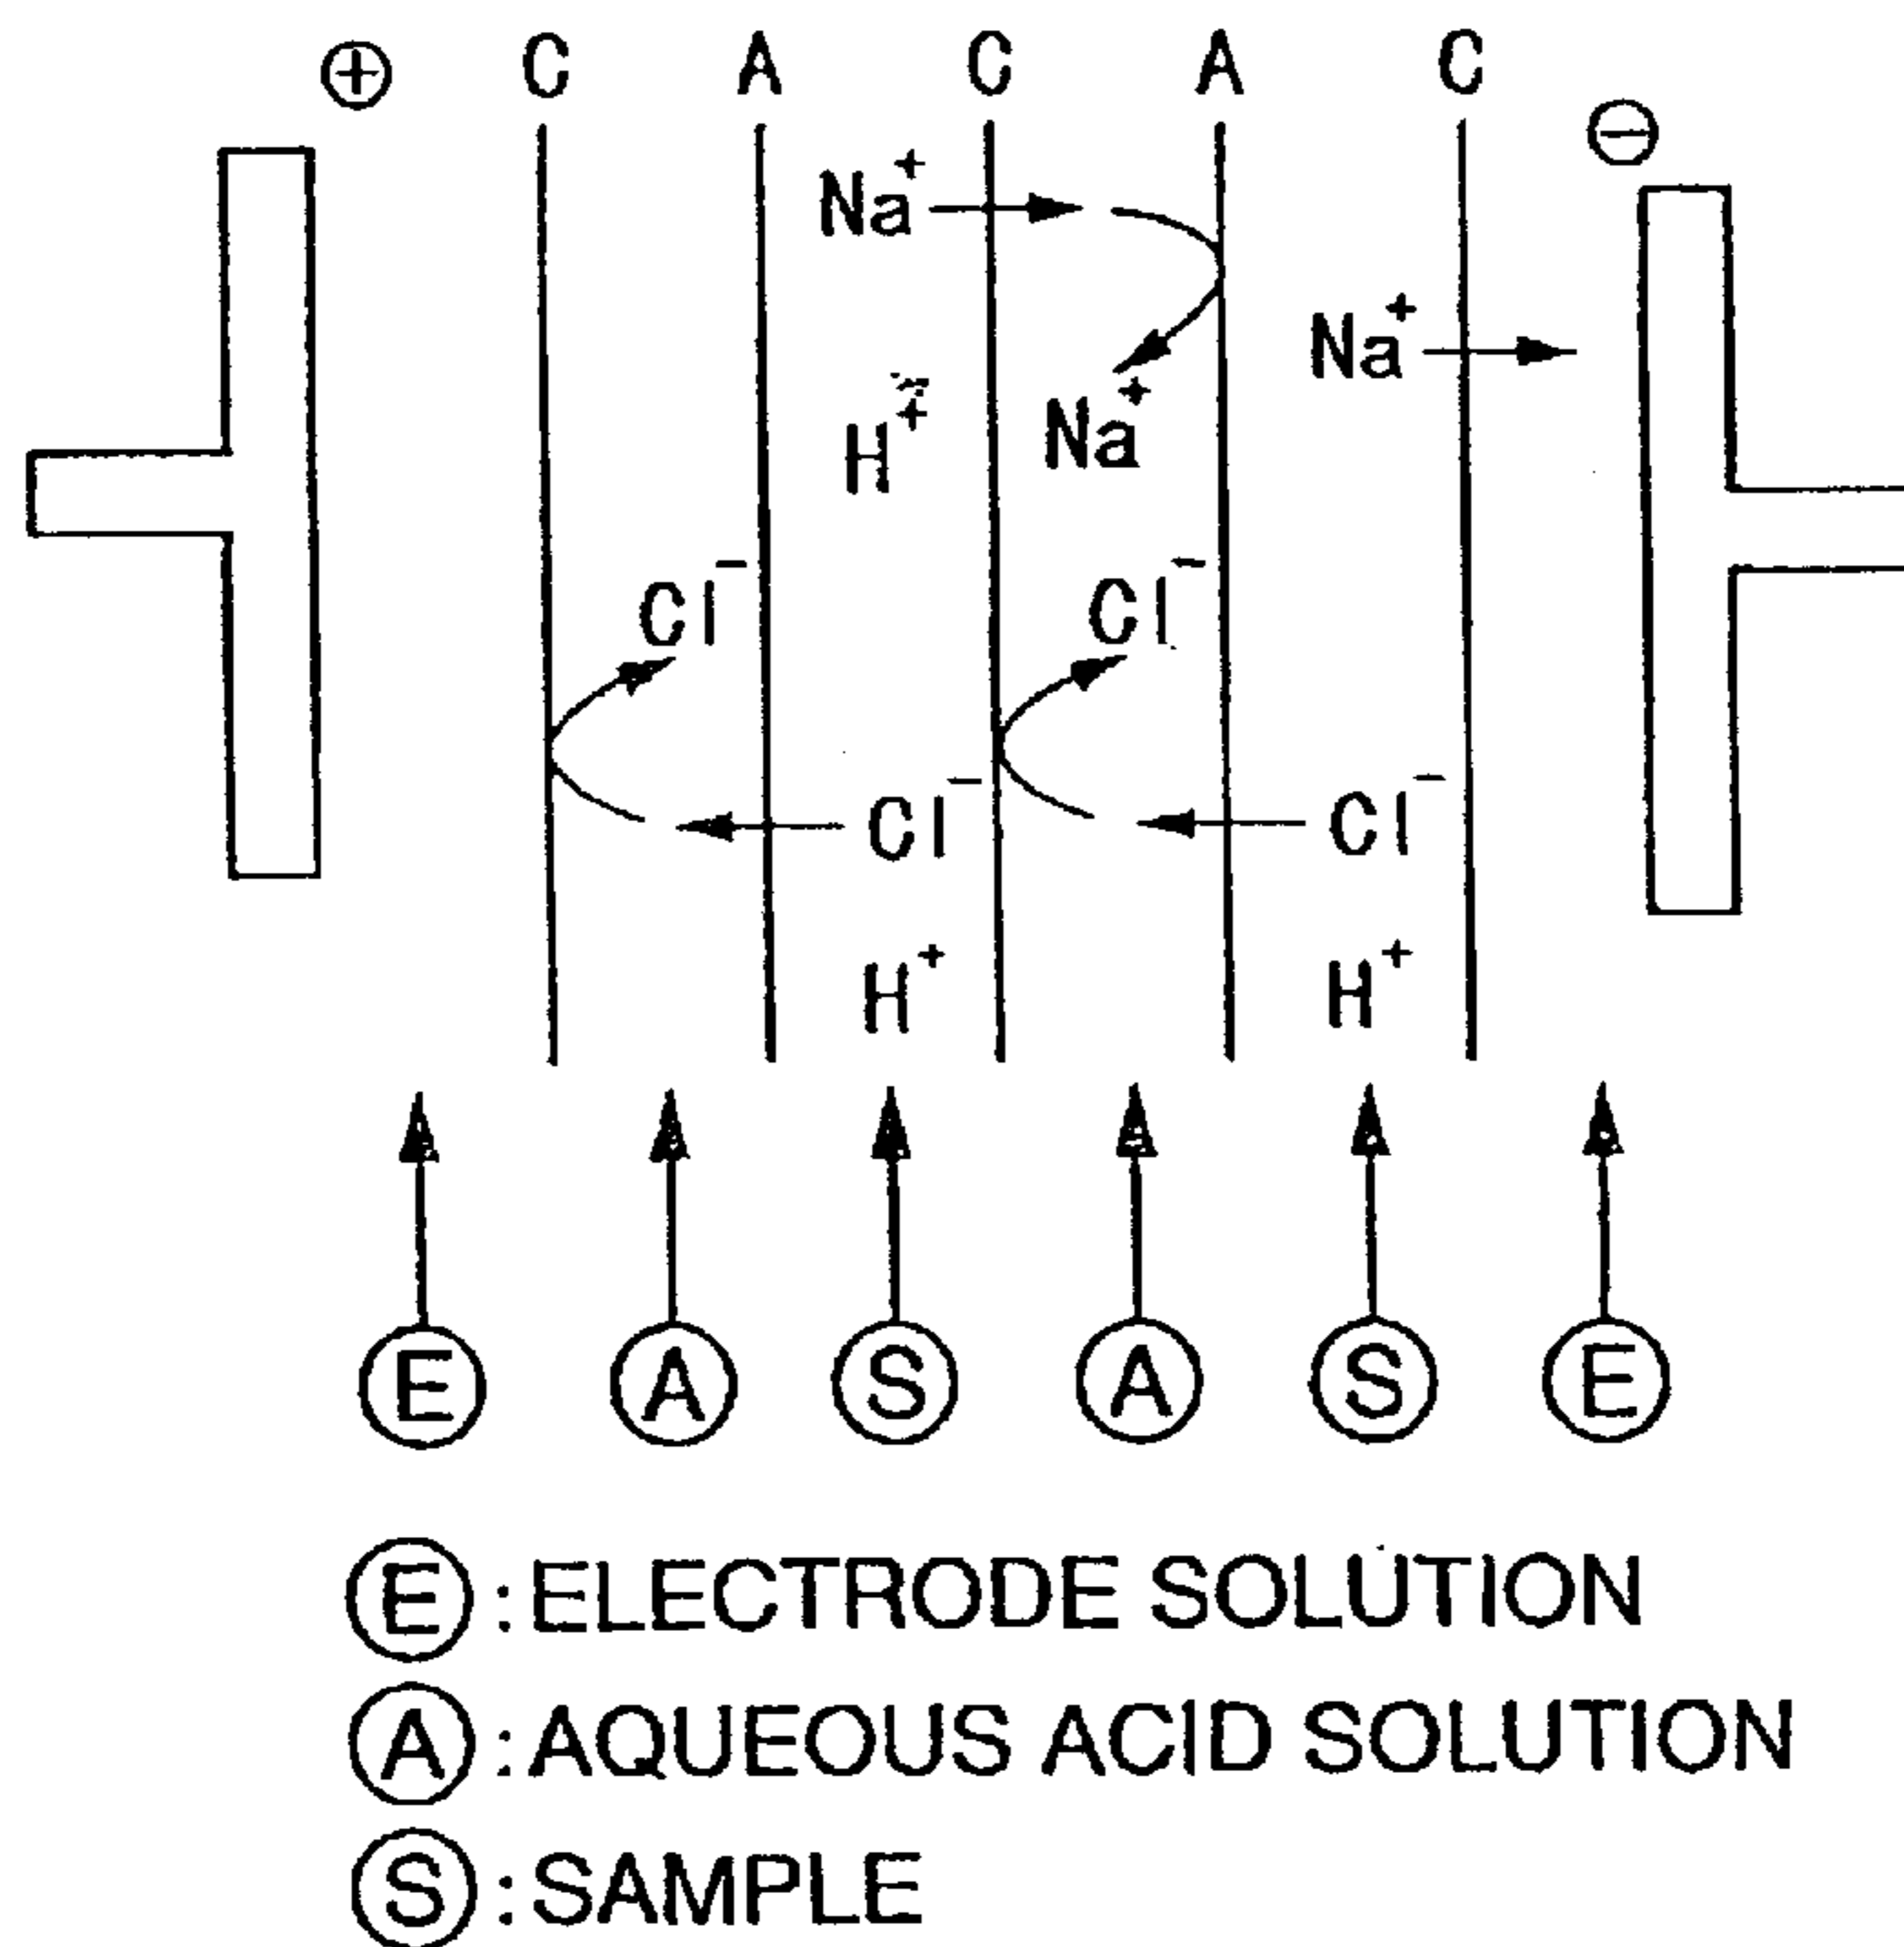 ⊕ C A C A C ⊖
Na⁺
Na⁺
H⁺ Na⁺
Cl⁻ Cl⁻
Cl⁻ Cl⁻
H⁺ H⁺
Ⓔ Ⓐ Ⓢ Ⓐ Ⓢ Ⓔ
Ⓔ:ELECTRODE SOLUTION
Ⓐ:AQUEOUS ACID SOLUTION
Ⓢ:SAMPLE